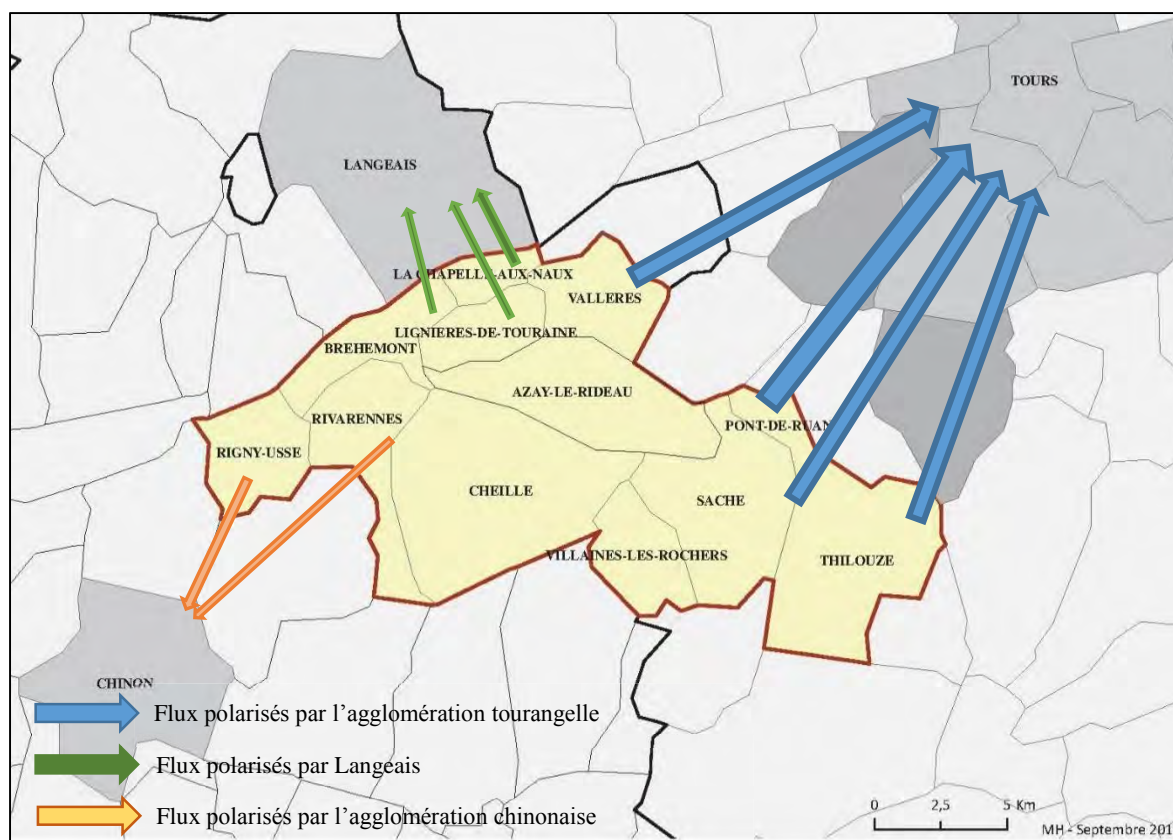 TOURS
LANGEAIS
LA CHAPELLE-AUX-NAUX
VALLERES
LIGNIERES-DE-TOURAINE
BREHEMONT
AZAY-LE-RIDEAU
RIVARENNES
PONT-DE-RUAN
RIGNY-USSE
CHEILLE
SACHE
VILLAINES-LES-ROCHERS
THILOUZE
CHINON
Flux polarisés par l’agglomération tourangelle
Flux polarisés par Langeais
Flux polarisés par l’agglomération chinonaise
0 2,5 5 Km
MH - Septembre 201